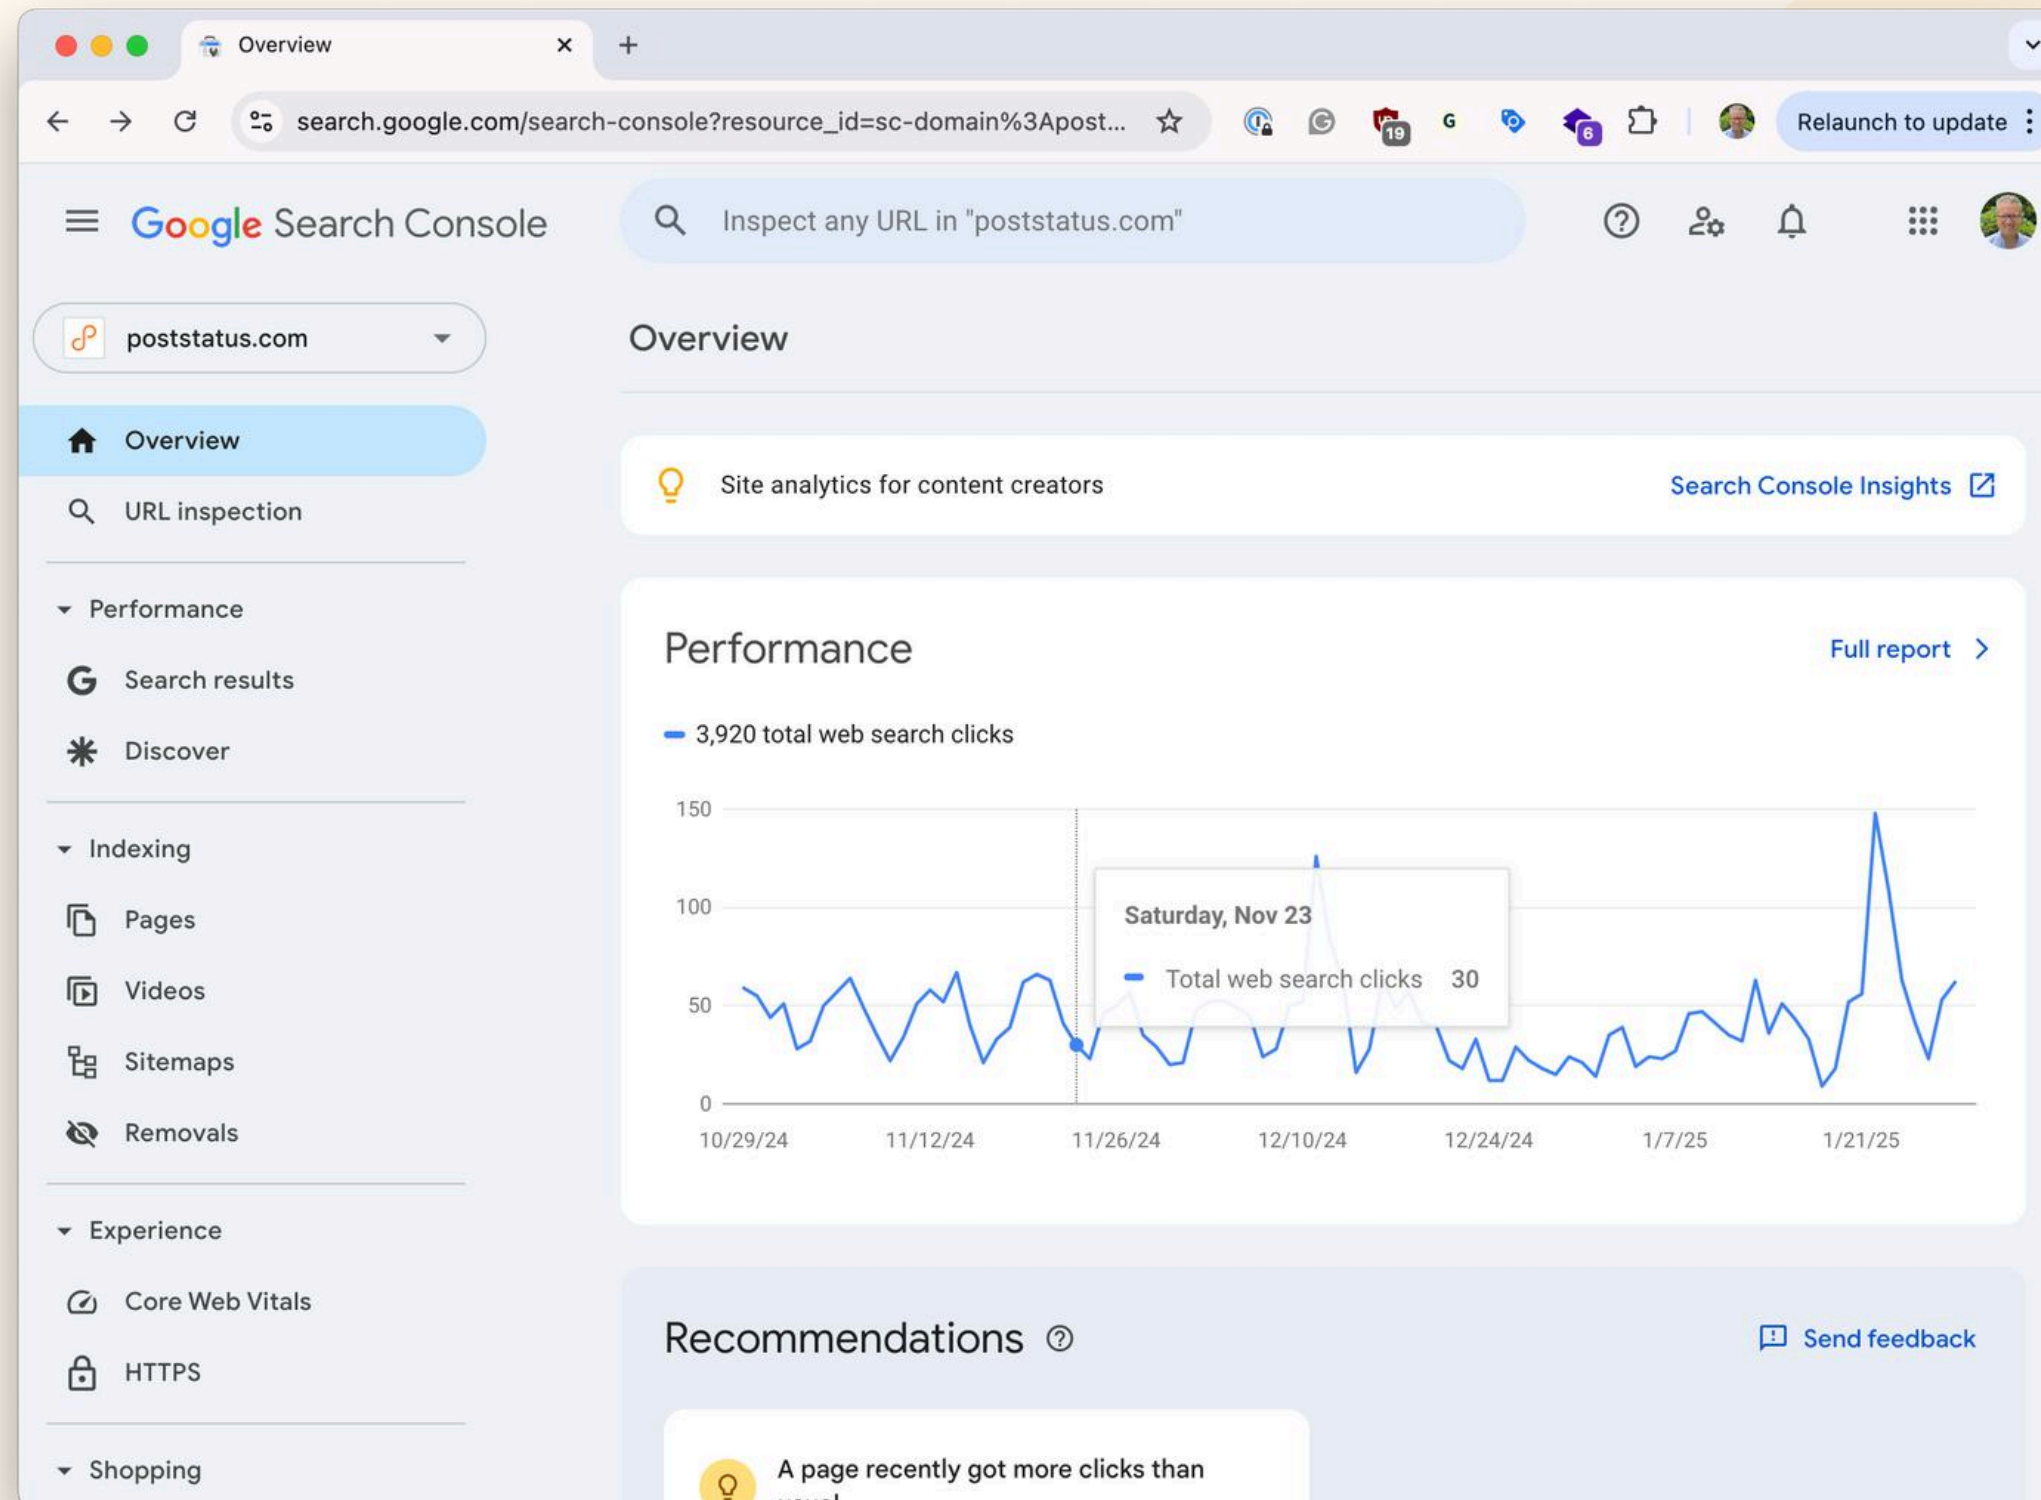 Overview
search.google.com/search-console?resource_id=sc-domain%3Apost...
19
G
6
Relaunch to update
Google Search Console
Inspect any URL in "poststatus.com"
poststatus.com
Overview
URL inspection
Performance
Search results
Discover
Indexing
Pages
Videos
Sitemaps
Removals
Experience
Core Web Vitals
HTTPS
Shopping
Overview
Site analytics for content creators
Search Console Insights
Performance
Full report
3,920 total web search clicks
150
100
50
0
Saturday, Nov 23
Total web search clicks 30
10/29/24 11/12/24 11/26/24 12/10/24 12/24/24 1/7/25 1/21/25
Recommendations
Send feedback
A page recently got more clicks than